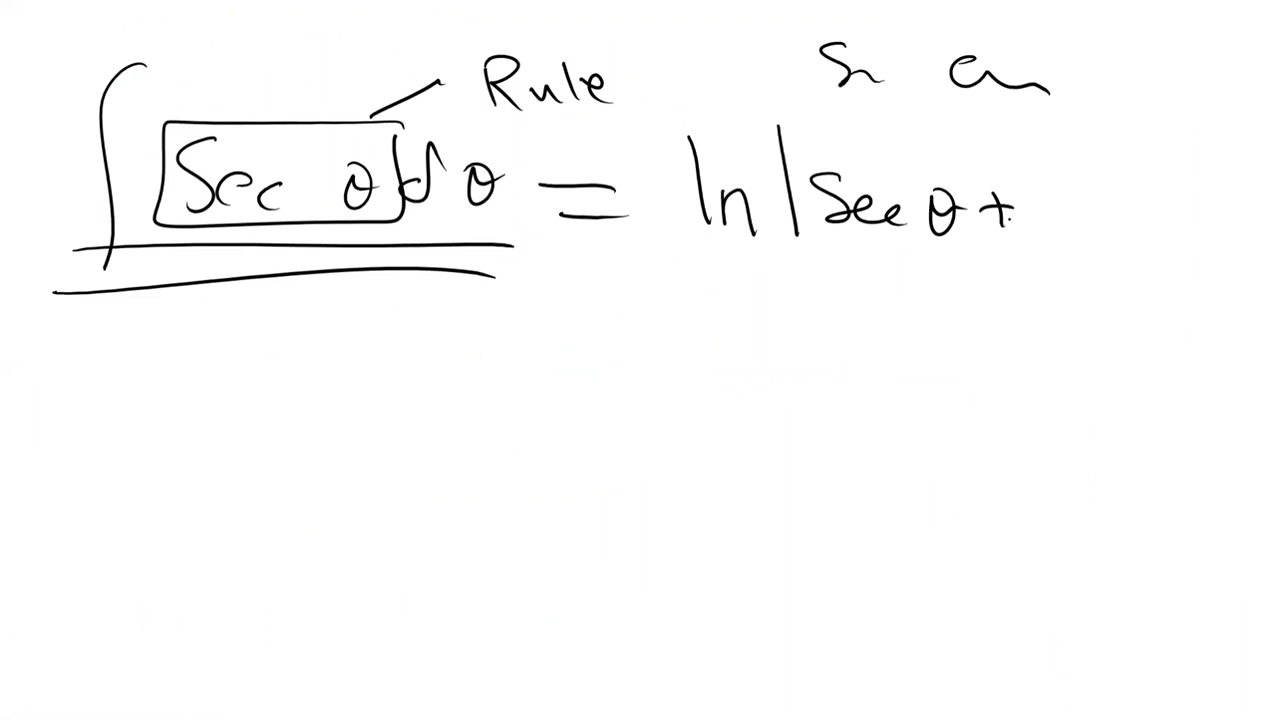 Rule
∫ Sec θ dθ = ln |Sec θ +